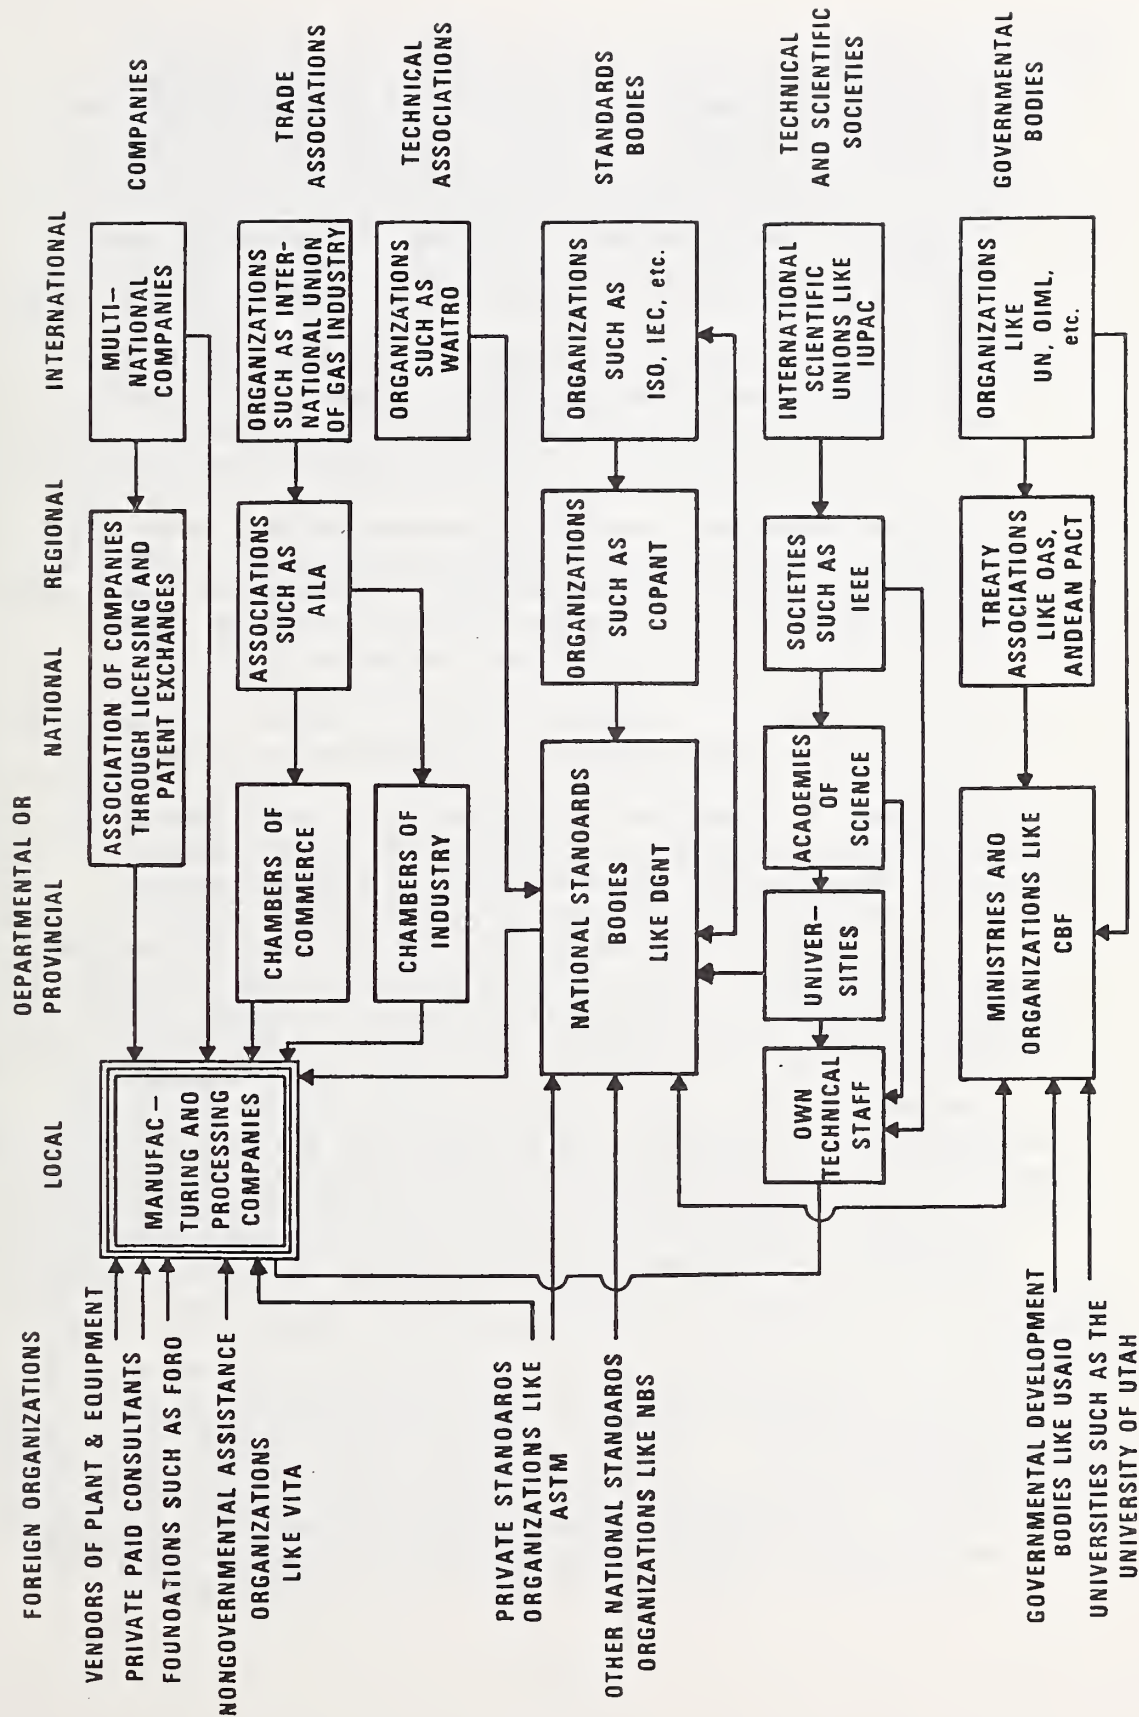 FOREIGN ORGANIZATIONS
LOCAL
OEPARTMENTAL OR
PROVINCIAL
NATIONAL
REGIONAL
INTERNATIONAL
VENDORS OF PLANT & EQUIPMENT
PRIVATE PAID CONSULTANTS
FOUNOATIONS SUCH AS FORO
NONGOVERNMENTAL ASSISTANCE
ORGANIZATIONS
LIKE VITA
MANUFAC–
TURING AND
PROCESSING
COMPANIES
ASSOCIATION OF COMPANIES
THROUGH LICENSING AND
PATENT EXCHANGES
MULTI–
NATIONAL
COMPANIES
COMPANIES
CHAMBERS OF
COMMERCE
ASSOCIATIONS
SUCH AS
AILA
ORGANIZATIONS
SUCH AS INTER-
NATIONAL UNION
OF GAS INDUSTRY
TRADE
ASSOCIATIONS
CHAMBERS OF
INDUSTRY
ORGANIZATIONS
SUCH AS
WAITRO
TECHNICAL
ASSOCIATIONS
PRIVATE STANOAROS
ORGANIZATIONS LIKE
ASTM
OTHER NATIONAL STANOAROS
ORGANIZATIONS LIKE NBS
NATIONAL STANOAROS
BOOIES
LIKE DGNT
ORGANIZATIONS
SUCH AS
COPANT
ORGANIZATIONS
SUCH AS
ISO, IEC, etc.
STANDARDS
BODIES
OWN
TECHNICAL
STAFF
UNIVER–
SITIES
ACAOEMIES
OF
SCIENCE
SOCIETIES
SUCH AS
IEEE
INTERNATIONAL
SCIENTIFIC
UNIONS LIKE
IUPAC
TECHNICAL
AND SCIENTIFIC
SOCIETIES
GOVERNMENTAL DEVELOPMENT
BODIES LIKE USAIO
UNIVERSITIES SUCH AS THE
UNIVERSITY OF UTAH
MINISTRIES ANO
ORGANIZATIONS LIKE
CBF
TREATY
ASSOCIATIONS
LIKE OAS,
ANDEAN PACT
ORGANIZATIONS
LIKE
UN, OIML,
etc.
GOVERNMENTAL
BODIES